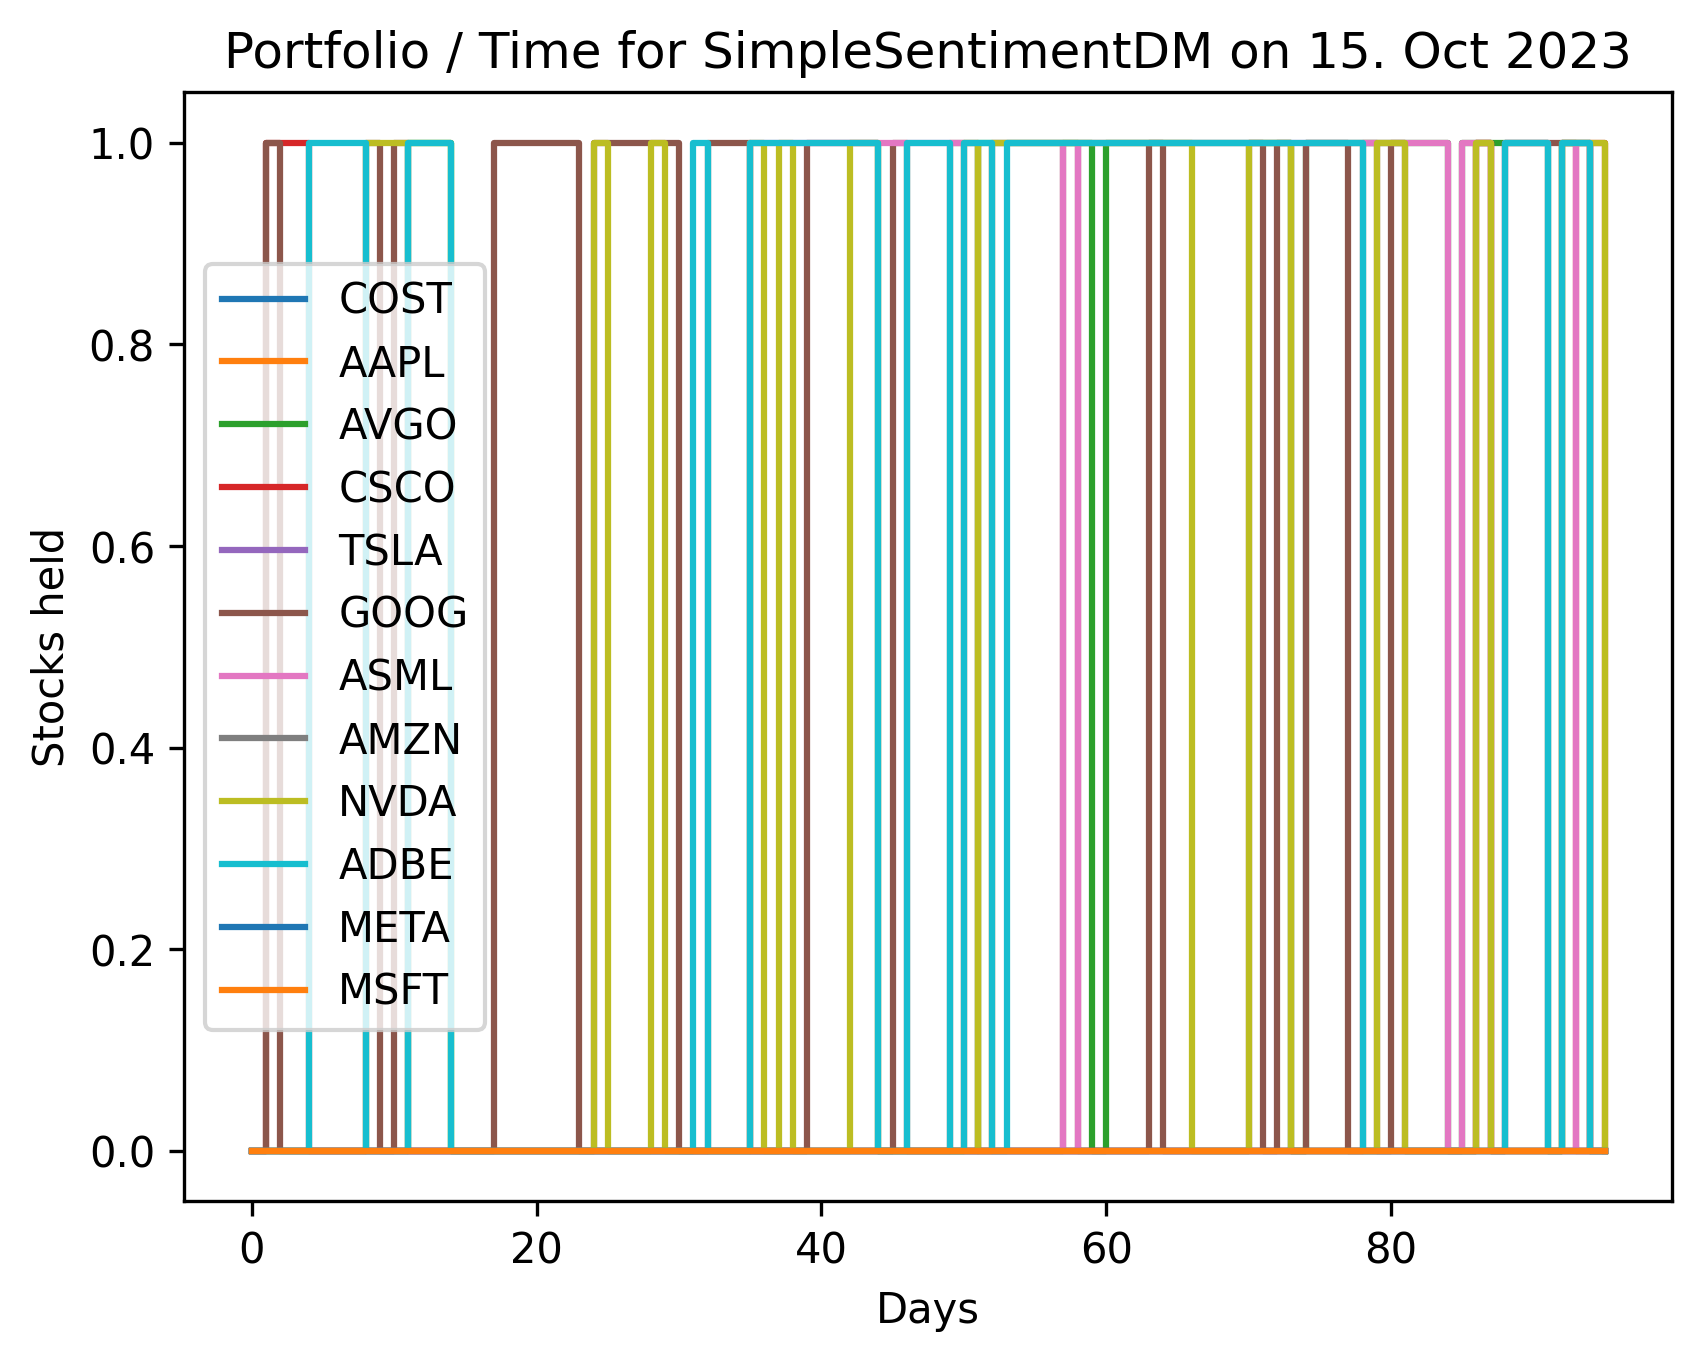 Portfolio / Time for SimpleSentimentDM on 15. Oct 2023
1.0
0.8
0.6
0.4
0.2
0.0
Stocks held
COST
AAPL
AVGO
CSCO
TSLA
GOOG
ASML
AMZN
NVDA
ADBE
META
MSFT
0 20 40 60 80
Days